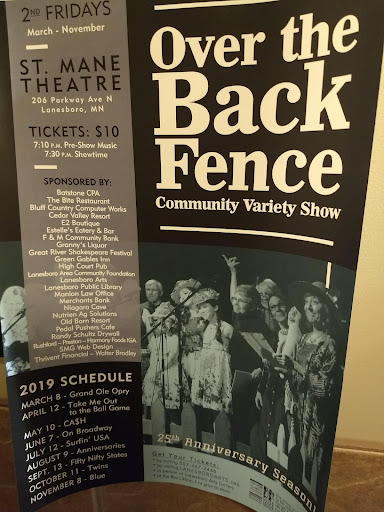 2ND FRIDAYS
March - November
ST. MANE
THEATRE
206 Parkway Ave N
Lanesboro, MN
TICKETS: $10
7:10 P.M. Pre-Show Music
7:30 P.M. Showtime
SPONSORED BY:
Batstone CPA
The Bite Restaurant
Bluff Country Computer Works
Cedar Valley Resort
E2 Boutique
Estelle's Eatery & Bar
F & M Community Bank
Granny's Liquor
Great River Shakespeare Festival
Green Gables Inn
High Court Pub
Lanesboro Area Community Foundation
Lanesboro Arts
Lanesboro Public Library
Manion Law Office
Merchants Bank
Niagara Cave
Nutrien Ag Solutions
Old Barn Resort
Pedal Pushers Cafe
Randy Schultz Drywall
Rushford - Preston - Harmony Foods IGA
SMG Web Design
Thrivent Financial - Walter Bradley
2019 SCHEDULE
MARCH 8 - Grand Ole Opry
APRIL 12 - Take Me Out
to the Ball Game
MAY 10 - CA$H
JUNE 7 - On Broadway
JULY 12 - Surfin' USA
AUGUST 9 - Anniversaries
SEPT. 13 - Fifty Nifty States
OCTOBER 11 - Twins
NOVEMBER 8 - Blue
Over the
Back
Fence
Community Variety Show
25th Anniversary Season!
Get Your Tickets: